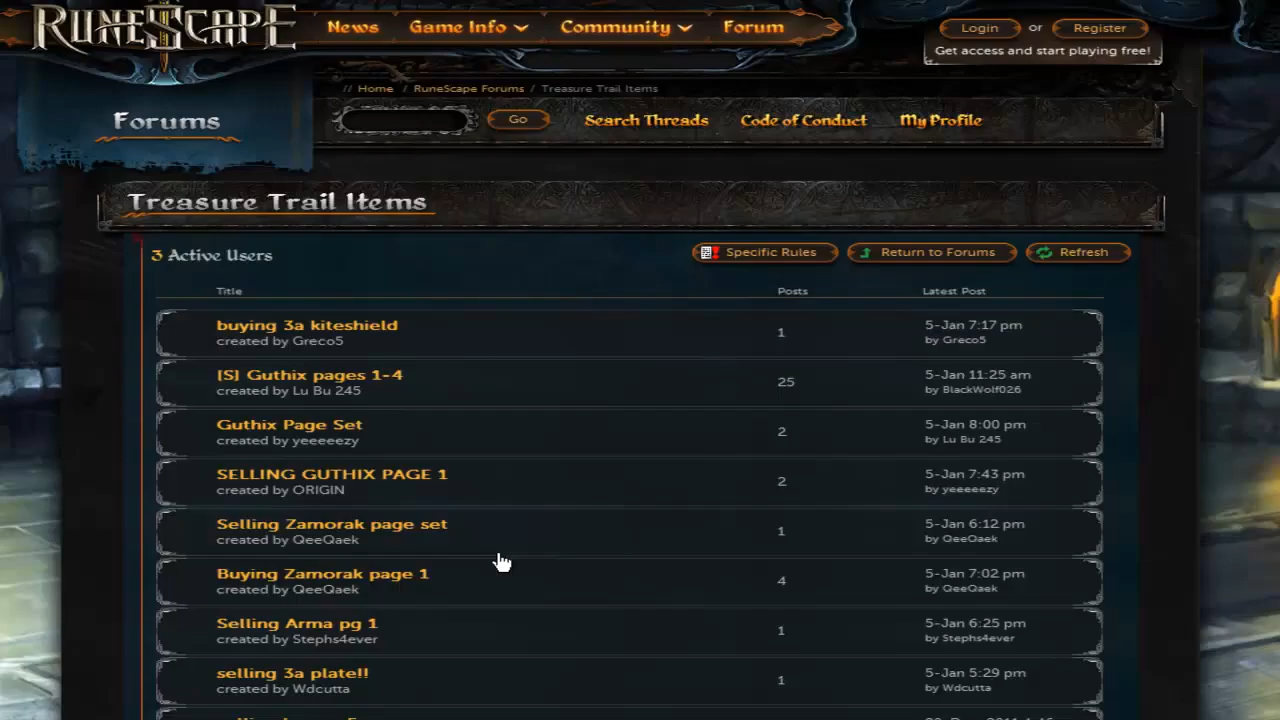 RuneScape
News Game Info Community Forum
Login or Register
Get access and start playing free!
// Home / RuneScape Forums / Treasure Trail Items
Forums
Go Search Threads Code of Conduct My Profile
Treasure Trail Items
3 Active Users
Specific Rules Return to Forums Refresh
Title Posts Latest Post
buying 3a kiteshield
created by Greco5
1
5-Jan 7:17 pm
by Greco5
[S] Guthix pages 1-4
created by Lu Bu 245
25
5-Jan 11:25 am
by BlackWolf026
Guthix Page Set
created by yeeeeezy
2
5-Jan 8:00 pm
by Lu Bu 245
SELLING GUTHIX PAGE 1
created by ORIGIN
2
5-Jan 7:43 pm
by yeeeeezy
Selling Zamorak page set
created by QeeQaek
1
5-Jan 6:12 pm
by QeeQaek
Buying Zamorak page 1
created by QeeQaek
4
5-Jan 7:02 pm
by QeeQaek
Selling Arma pg 1
created by Stephs4ever
1
5-Jan 6:25 pm
by Stephs4ever
selling 3a plate!!
created by Wdcutta
1
5-Jan 5:29 pm
by Wdcutta